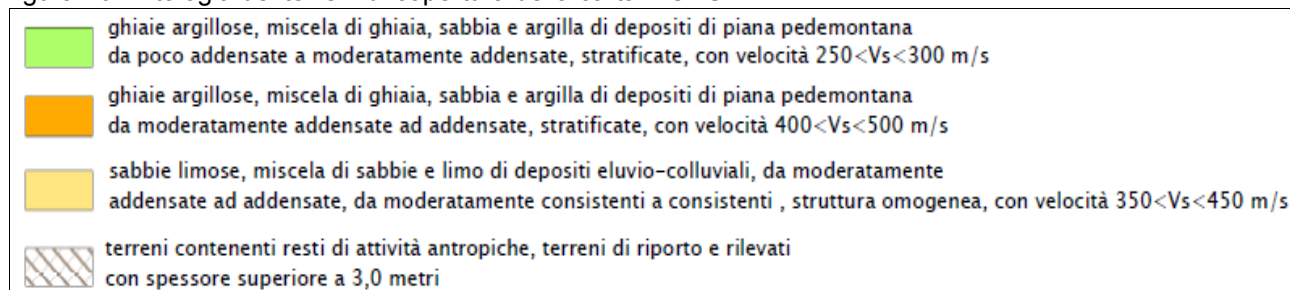 ghiaie argillose, miscela di ghiaia, sabbia e argilla di depositi di piana pedemontana
da poco addensate a moderatamente addensate, stratificate, con velocità 250<Vs<300 m/s
ghiaie argillose, miscela di ghiaia, sabbia e argilla di depositi di piana pedemontana
da moderatamente addensate ad addensate, stratificate, con velocità 400<Vs<500 m/s
sabbie limose, miscela di sabbie e limo di depositi eluvio-colluviali, da moderatamente
addensate ad addensate, da moderatamente consistenti a consistenti , struttura omogenea, con velocità 350<Vs<450 m/s
terreni contenenti resti di attività antropiche, terreni di riporto e rilevati
con spessore superiore a 3,0 metri